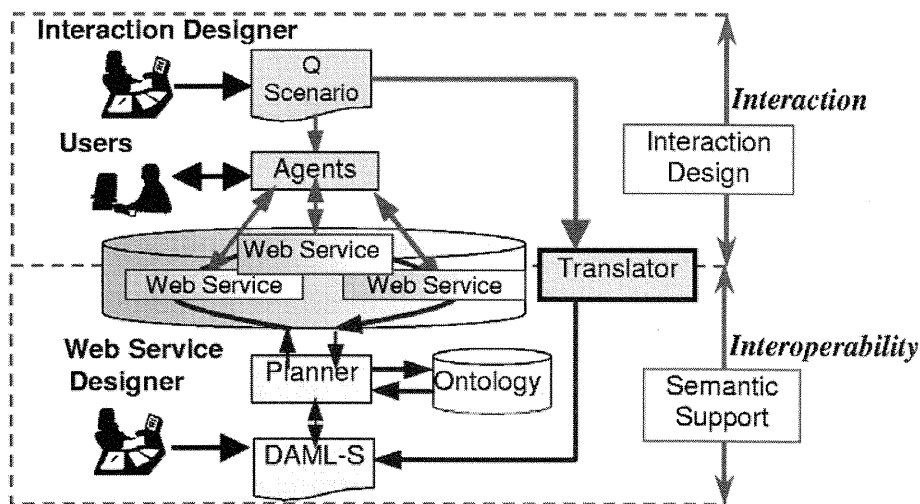 Interaction Designer
Q
Scenario
Interaction
Users
Agents
Interaction
Design
Web Service
Web Service
Web Service
Translator
Web Service
Designer
Planner
Ontology
Interoperability
Semantic
Support
DAML-S